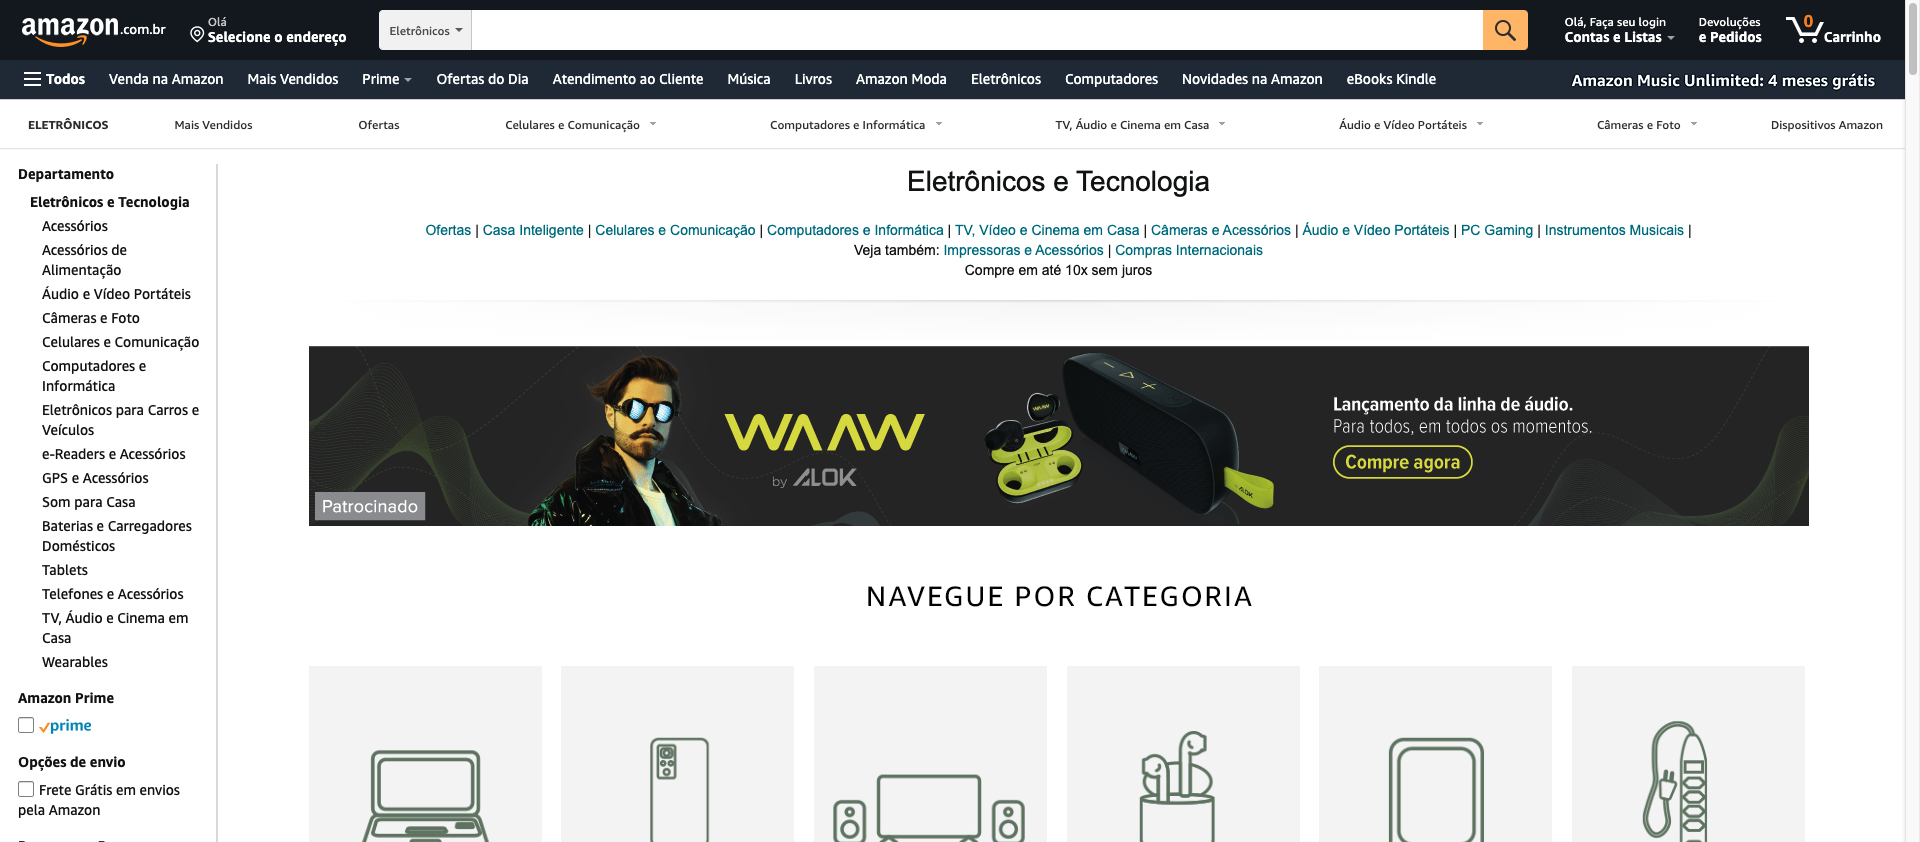 amazon.com.br
Olá
Selecione o endereço
Eletrônicos
Olá, Faça seu login
Contas e Listas
Devoluções
e Pedidos
0
Carrinho
Todos
Venda na Amazon
Mais Vendidos
Prime
Ofertas do Dia
Atendimento ao Cliente
Música
Livros
Amazon Moda
Eletrônicos
Computadores
Novidades na Amazon
eBooks Kindle
Amazon Music Unlimited: 4 meses grátis
ELETRÔNICOS
Mais Vendidos
Ofertas
Celulares e Comunicação
Computadores e Informática
TV, Áudio e Cinema em Casa
Áudio e Vídeo Portáteis
Câmeras e Foto
Dispositivos Amazon
Departamento
Eletrônicos e Tecnologia
Acessórios
Acessórios de
Alimentação
Áudio e Vídeo Portáteis
Câmeras e Foto
Celulares e Comunicação
Computadores e
Informática
Eletrônicos para Carros e
Veículos
e-Readers e Acessórios
GPS e Acessórios
Som para Casa
Baterias e Carregadores
Domésticos
Tablets
Telefones e Acessórios
TV, Áudio e Cinema em
Casa
Wearables
Amazon Prime
prime
Opções de envio
Frete Grátis em envios
pela Amazon
Eletrônicos e Tecnologia
Ofertas | Casa Inteligente | Celulares e Comunicação | Computadores e Informática | TV, Vídeo e Cinema em Casa | Câmeras e Acessórios | Áudio e Vídeo Portáteis | PC Gaming | Instrumentos Musicais |
Veja também: Impressoras e Acessórios | Compras Internacionais
Compre em até 10x sem juros
WAAW
by ALOK
ALOK
Lançamento da linha de áudio.
Para todos, em todos os momentos.
Compre agora
Patrocinado
NAVEGUE POR CATEGORIA